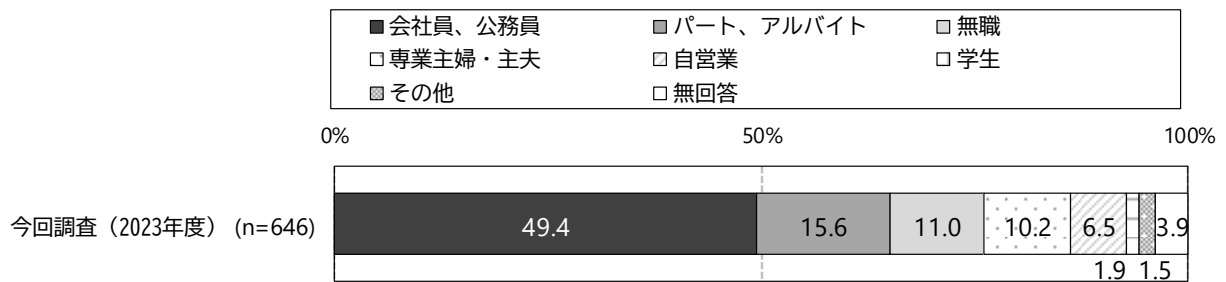 会社員、公務員 パート、アルバイト 無職
専業主婦・主夫 自営業 学生
その他 無回答
0% 50% 100%
今回調査（2023年度） (n=646) 49.4 15.6 11.0 10.2 6.5 3.9
1.9 1.5